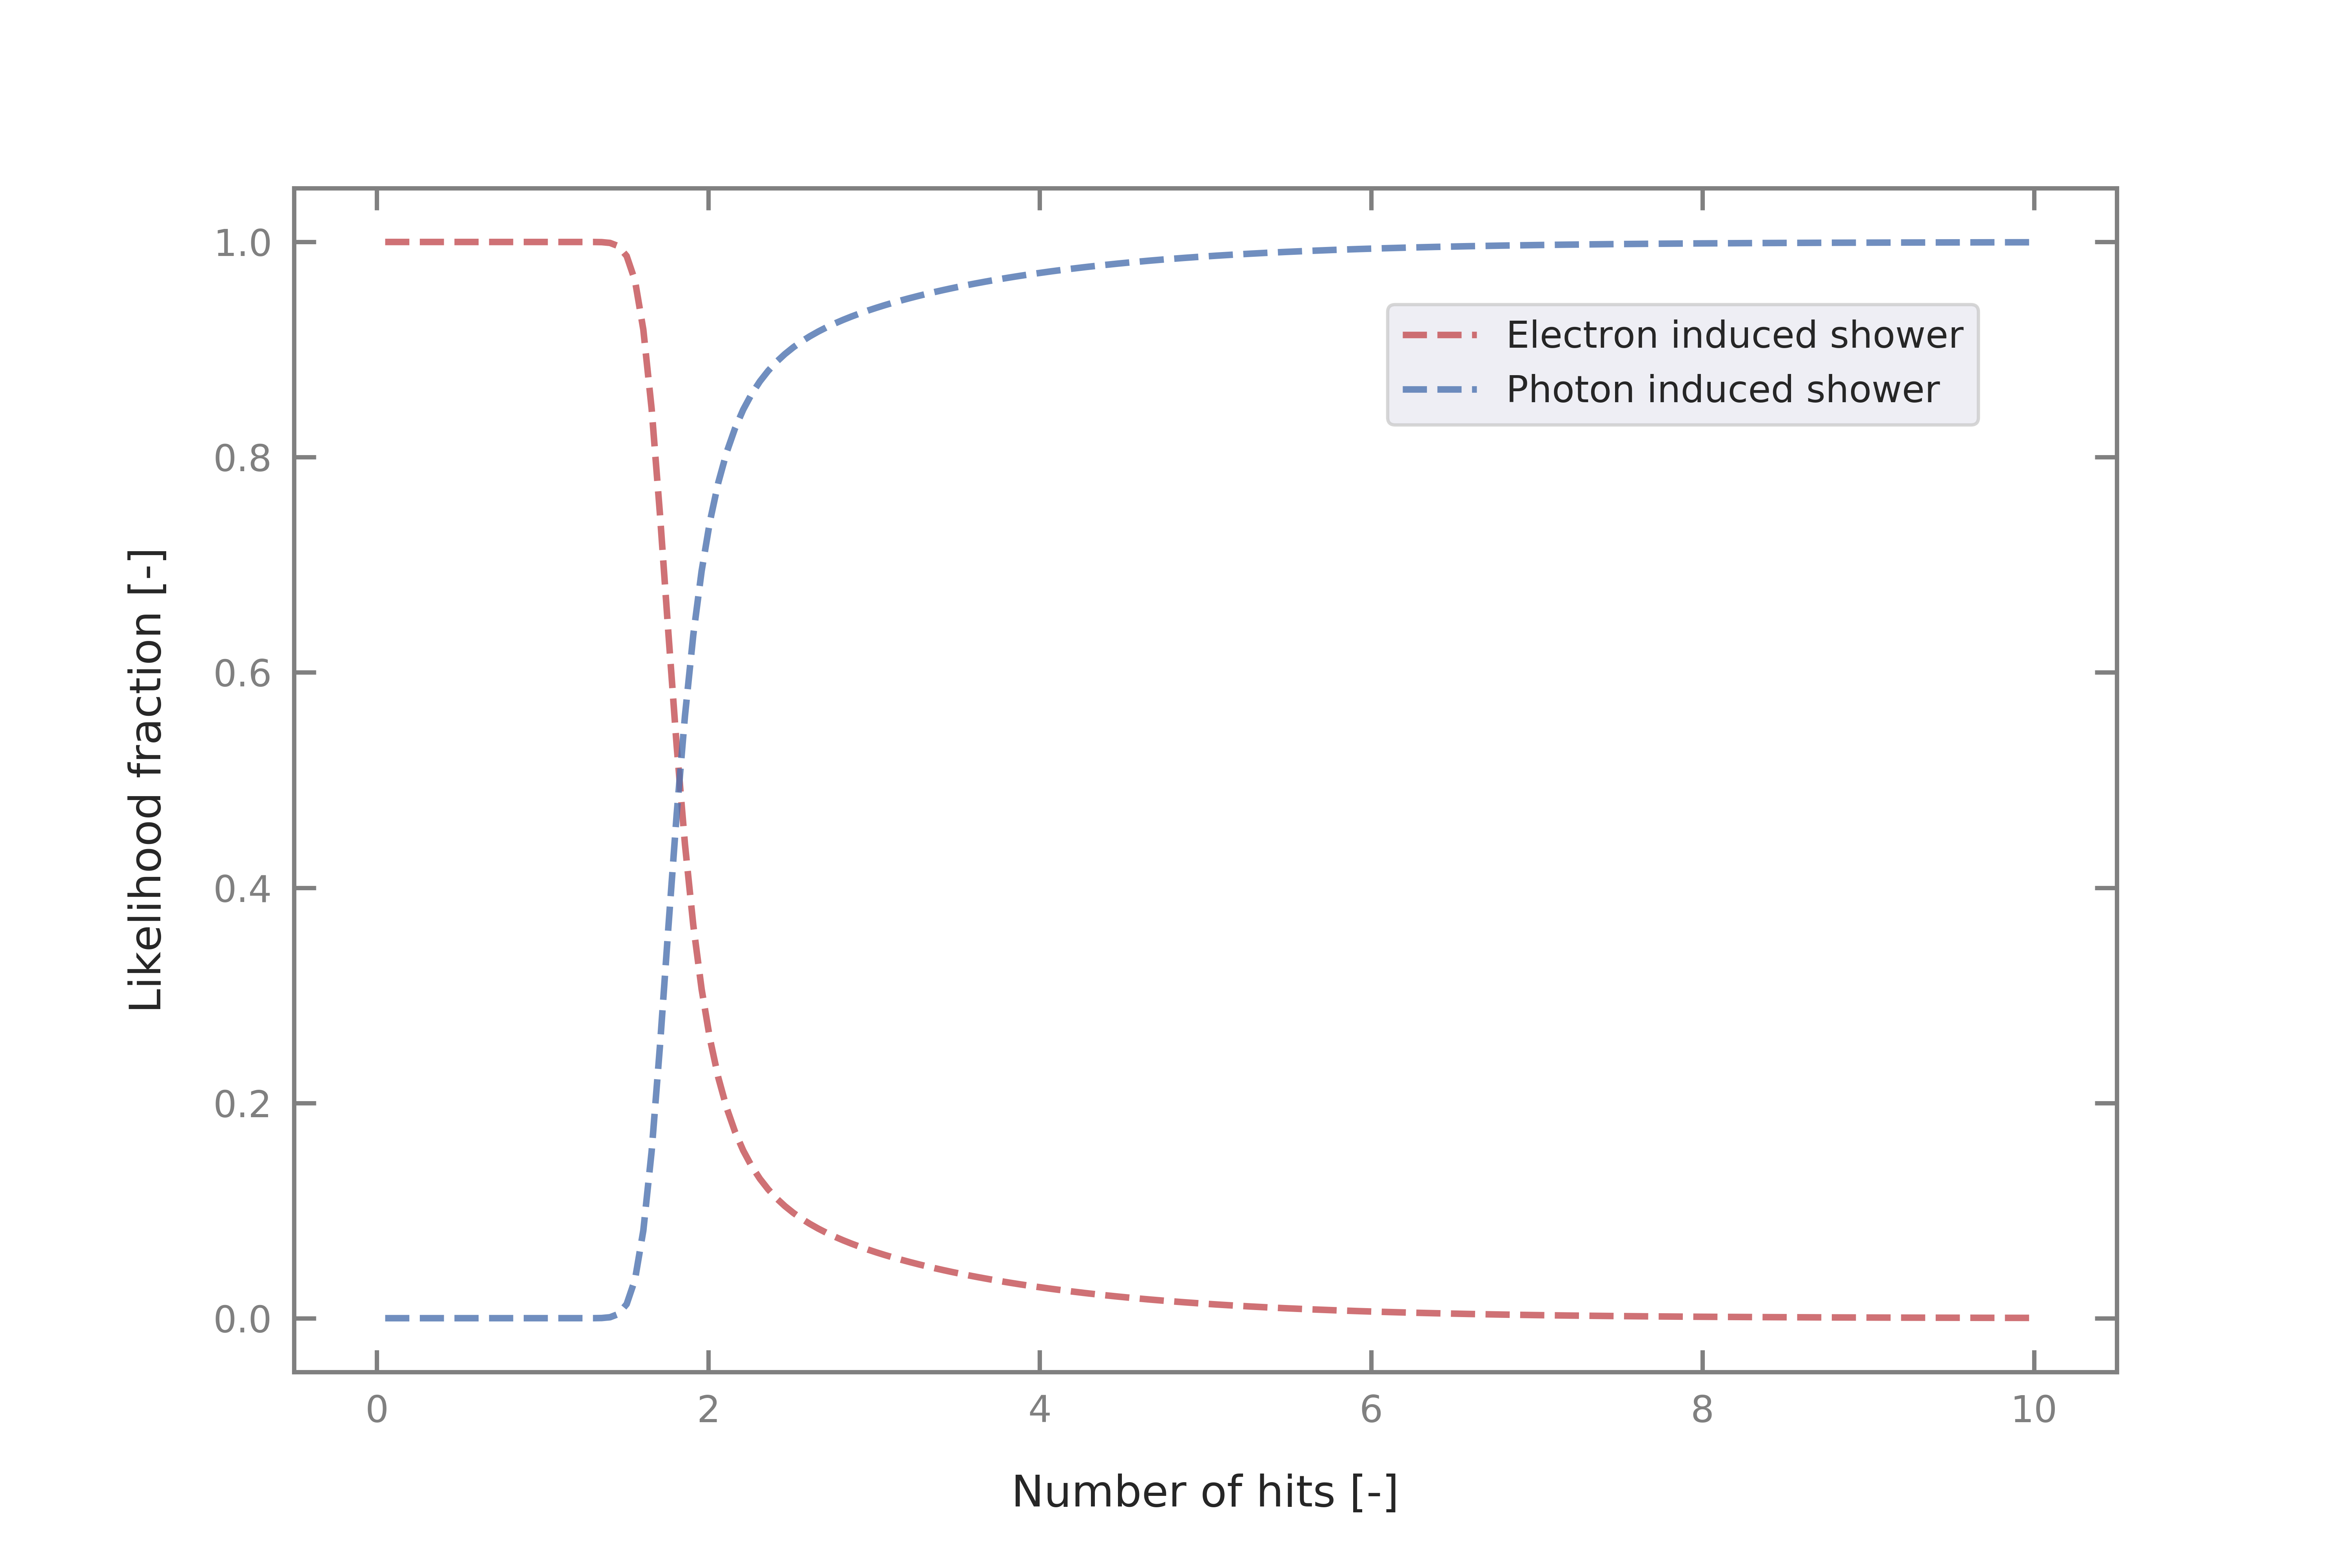 1.0
0.8
0.6
0.4
0.2
0.0
Likelihood fraction [-]
Electron induced shower
Photon induced shower
0 2 4 6 8 10
Number of hits [-]